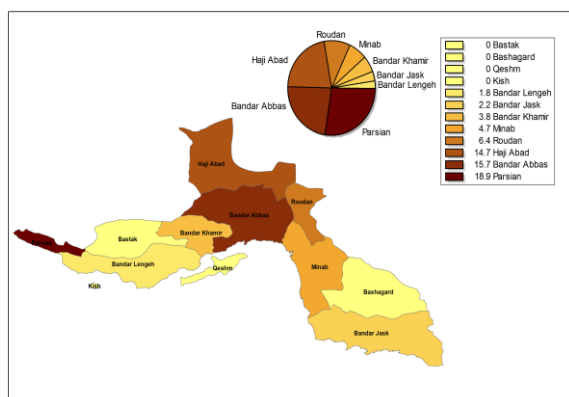 Roudan
Minab
Haji Abad
Bandar Khamir
Bandar Jask
Bandar Lengeh
Bandar Abbas
Parsian
0 Bastak
0 Bashagard
0 Qeshm
0 Kish
1.8 Bandar Lengeh
2.2 Bandar Jask
3.8 Bandar Khamir
4.7 Minab
6.4 Roudan
14.7 Haji Abad
15.7 Bandar Abbas
18.9 Parsian
Haji Abad
Roudan
Bandar Abbas
Bandar Khamir
Bastak
Bandar Lengeh
Qeshm
Minab
Kish
Bashagard
Bandar Jask